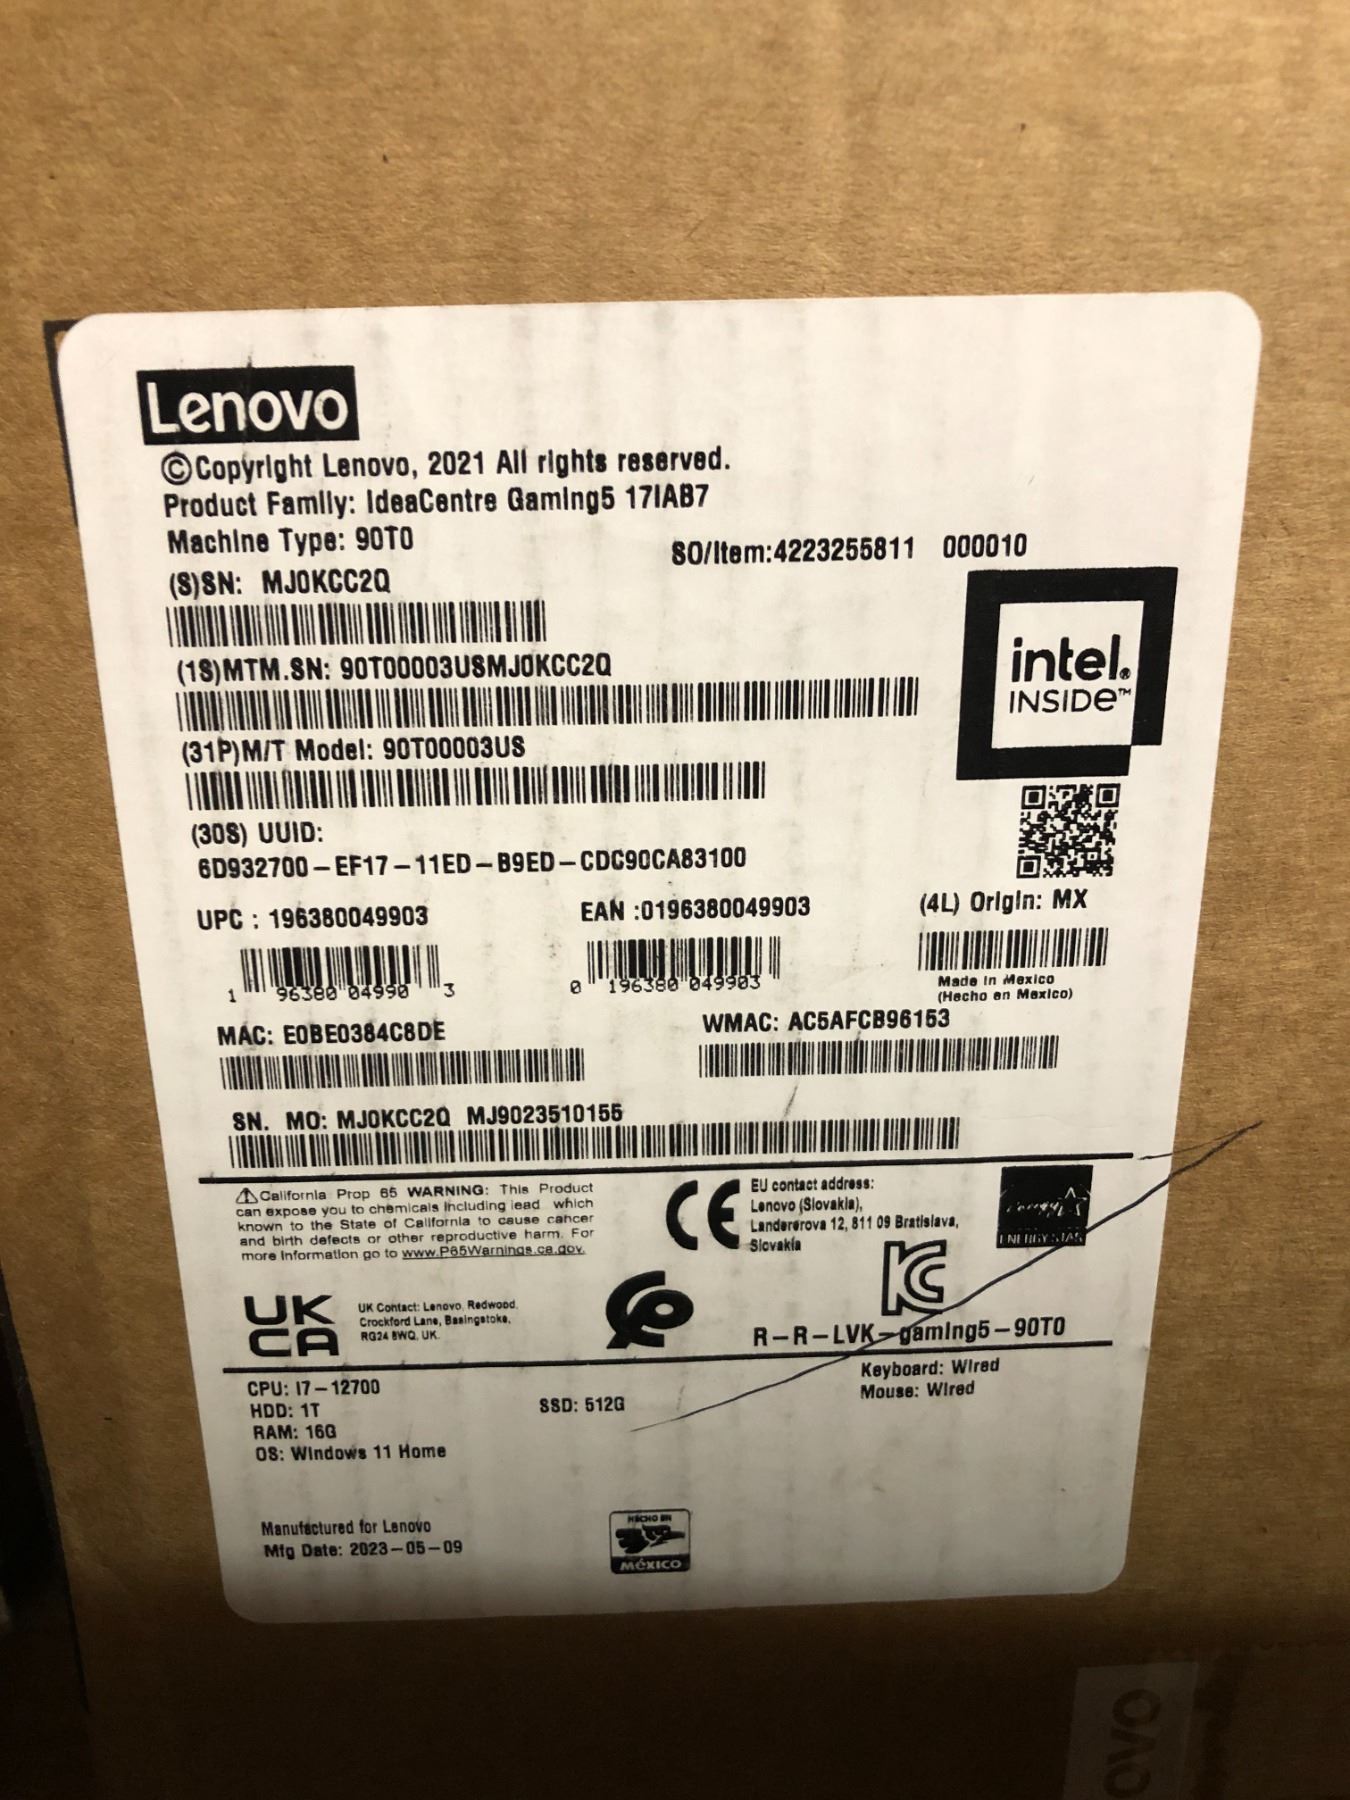 Lenovo
©Copyright Lenovo, 2021 All rights reserved.
Product Family: IdeaCentre Gaming5 17IAB7
Machine Type: 90T0
SO/Item:4223255811 000010
(S)SN: MJ0KCC2Q
(1S)MTM.SN: 90T00003USMJ0KCC2Q
intel®
INSIDE™
(31P)M/T Model: 90T00003US
(30S) UUID:
6D932700-EF17-11ED-B9ED-CDC90CA83100
UPC : 196380049903
EAN :0196380049903
(4L) Origin: MX
1 96380 04990 3
0 196380 049903
Made in Mexico
(Hecho en Mexico)
MAC: E0BE0384C8DE
WMAC: AC5AFCB96153
SN. MO: MJ0KCC2Q MJ9023510155
⚠California Prop 65 WARNING: This Product
can expose you to chemicals including lead which
known to the State of California to cause cancer
and birth defects or other reproductive harm. For
more information go to www.P65Warnings.ca.gov.
CE
EU contact address:
Lenovo (Slovakia),
Landererova 12, 811 09 Bratislava,
Slovakia
ENERGY STAR
UK
CA
UK Contact: Lenovo, Redwood,
Crockford Lane, Basingstoke,
RG24 8WQ, UK
R-R-LVK-gaming5-90T0
CPU: I7-12700
HDD: 1T
RAM: 16G
OS: Windows 11 Home
SSD: 512G
Keyboard: Wired
Mouse: Wired
Manufactured for Lenovo
Mfg Date: 2023-05-09
HECHO EN
MÉXICO